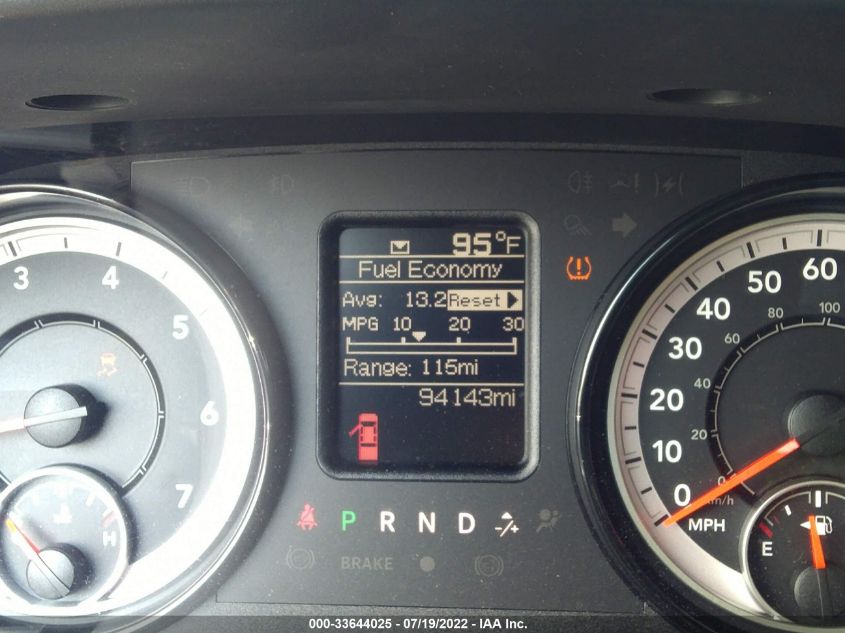 95°F
Fuel Economy
Avg: 13.2 Reset
MPG 10 20 30
Range: 115mi
94143mi
3 4 5 6 7
H
P R N D -/+
BRAKE
0 10 20 30 40 50 60
0 20 40 60 80 100
km/h
MPH
E
000-33644025 - 07/19/2022 - IAA Inc.